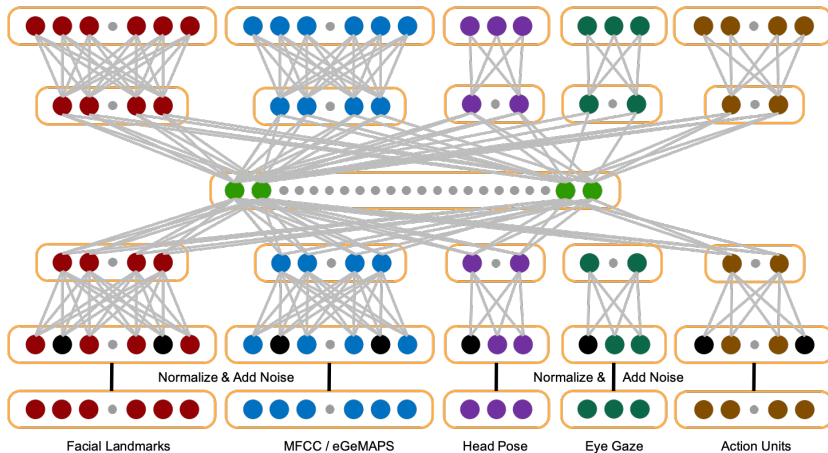 Normalize & Add Noise
Normalize & Add Noise
Facial Landmarks
MFCC / eGeMAPS
Head Pose
Eye Gaze
Action Units